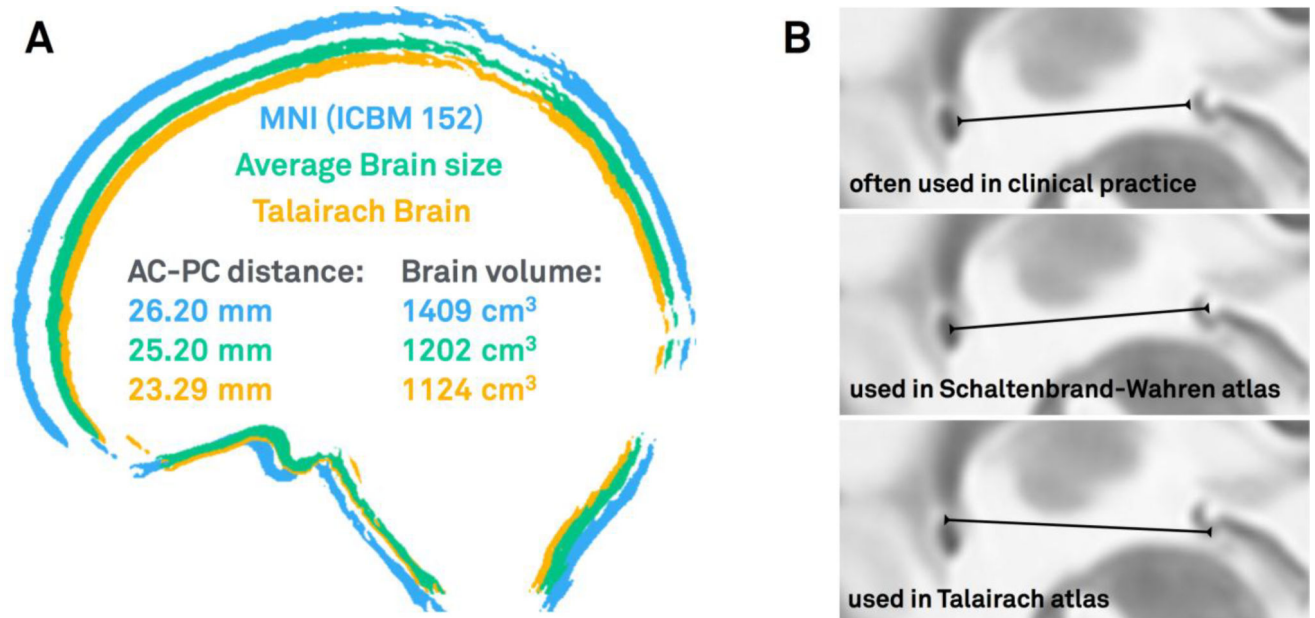 A
MNI (ICBM 152)
Average Brain size
Talairach Brain
AC-PC distance: Brain volume:
26.20 mm 1409 cm³
25.20 mm 1202 cm³
23.29 mm 1124 cm³
B
often used in clinical practice
used in Schaltenbrand-Wahren atlas
used in Talairach atlas